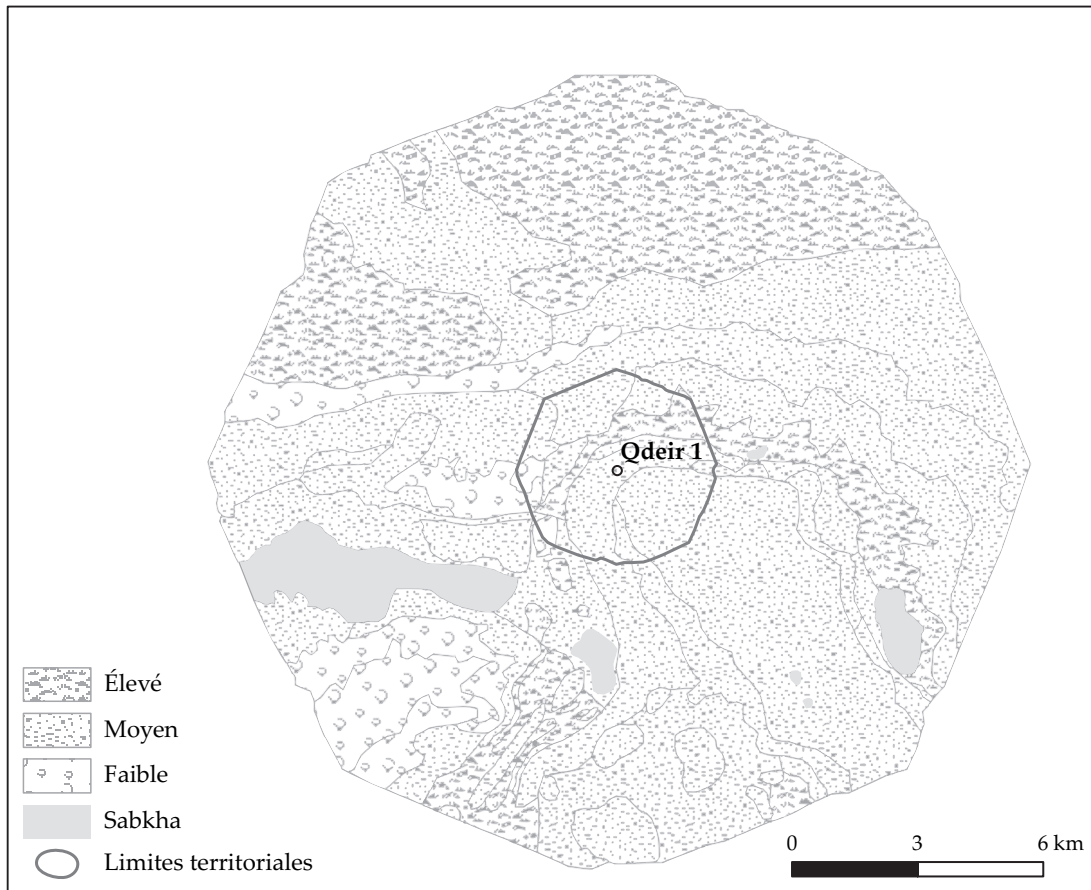 Qdeir 1
Élevé
Moyen
Faible
Sabkha
Limites territoriales
0 3 6 km